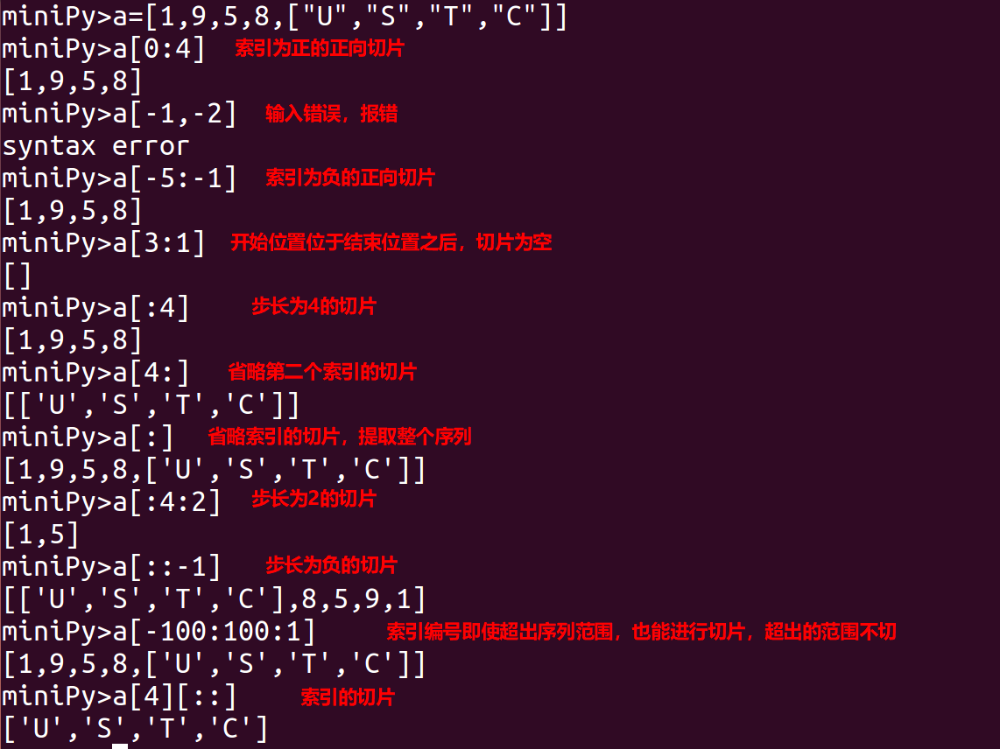 miniPy>a=[1,9,5,8,["U","S","T","C"]]
miniPy>a[0:4] 索引为正的正向切片
[1,9,5,8]
miniPy>a[-1,-2] 输入错误，报错
syntax error
miniPy>a[-5:-1] 索引为负的正向切片
[1,9,5,8]
miniPy>a[3:1] 开始位置位于结束位置之后，切片为空
[]
miniPy>a[:4] 步长为4的切片
[1,9,5,8]
miniPy>a[4:] 省略第二个索引的切片
[['U','S','T','C']]
miniPy>a[:] 省略索引的切片，提取整个序列
[1,9,5,8,['U','S','T','C']]
miniPy>a[:4:2] 步长为2的切片
[1,5]
miniPy>a[::-1] 步长为负的切片
[['U','S','T','C'],8,5,9,1]
miniPy>a[-100:100:1] 索引编号即使超出序列范围，也能进行切片，超出的范围不切
[1,9,5,8,['U','S','T','C']]
miniPy>a[4][::] 索引的切片
['U','S','T','C']